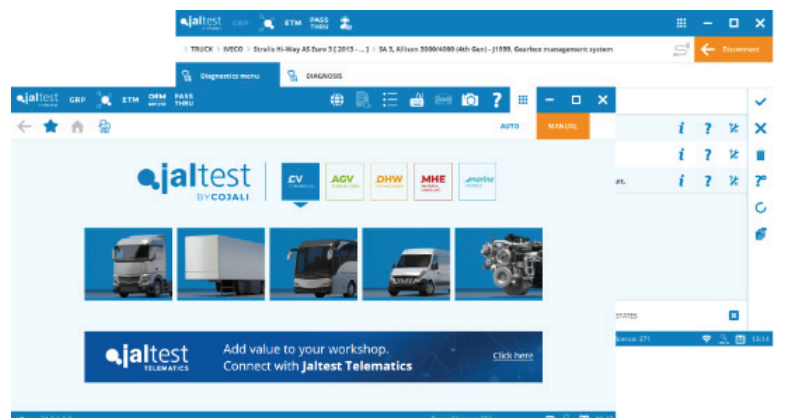 jaltest GRP ETM PASS THRU
TRUCK > IVECO > Stralis Hi-Way AS Euro 3 [ 2013 - ... ] > SA 3, Allison 3000/4000 (4th Gen) - J1939, Gearbox management system
Disconnect
Diagnostics menu
DIAGNOSIS
jaltest GRP ETM OEM PASS THRU
AUTO
MANUAL
jaltest
BY COJALI
CV
AGV
OHW
MHE
marine
i ? 
i ?
i ?
STATES
12:14
jaltest
TELEMATICS
Add value to your workshop.
Connect with Jaltest Telematics
Click here